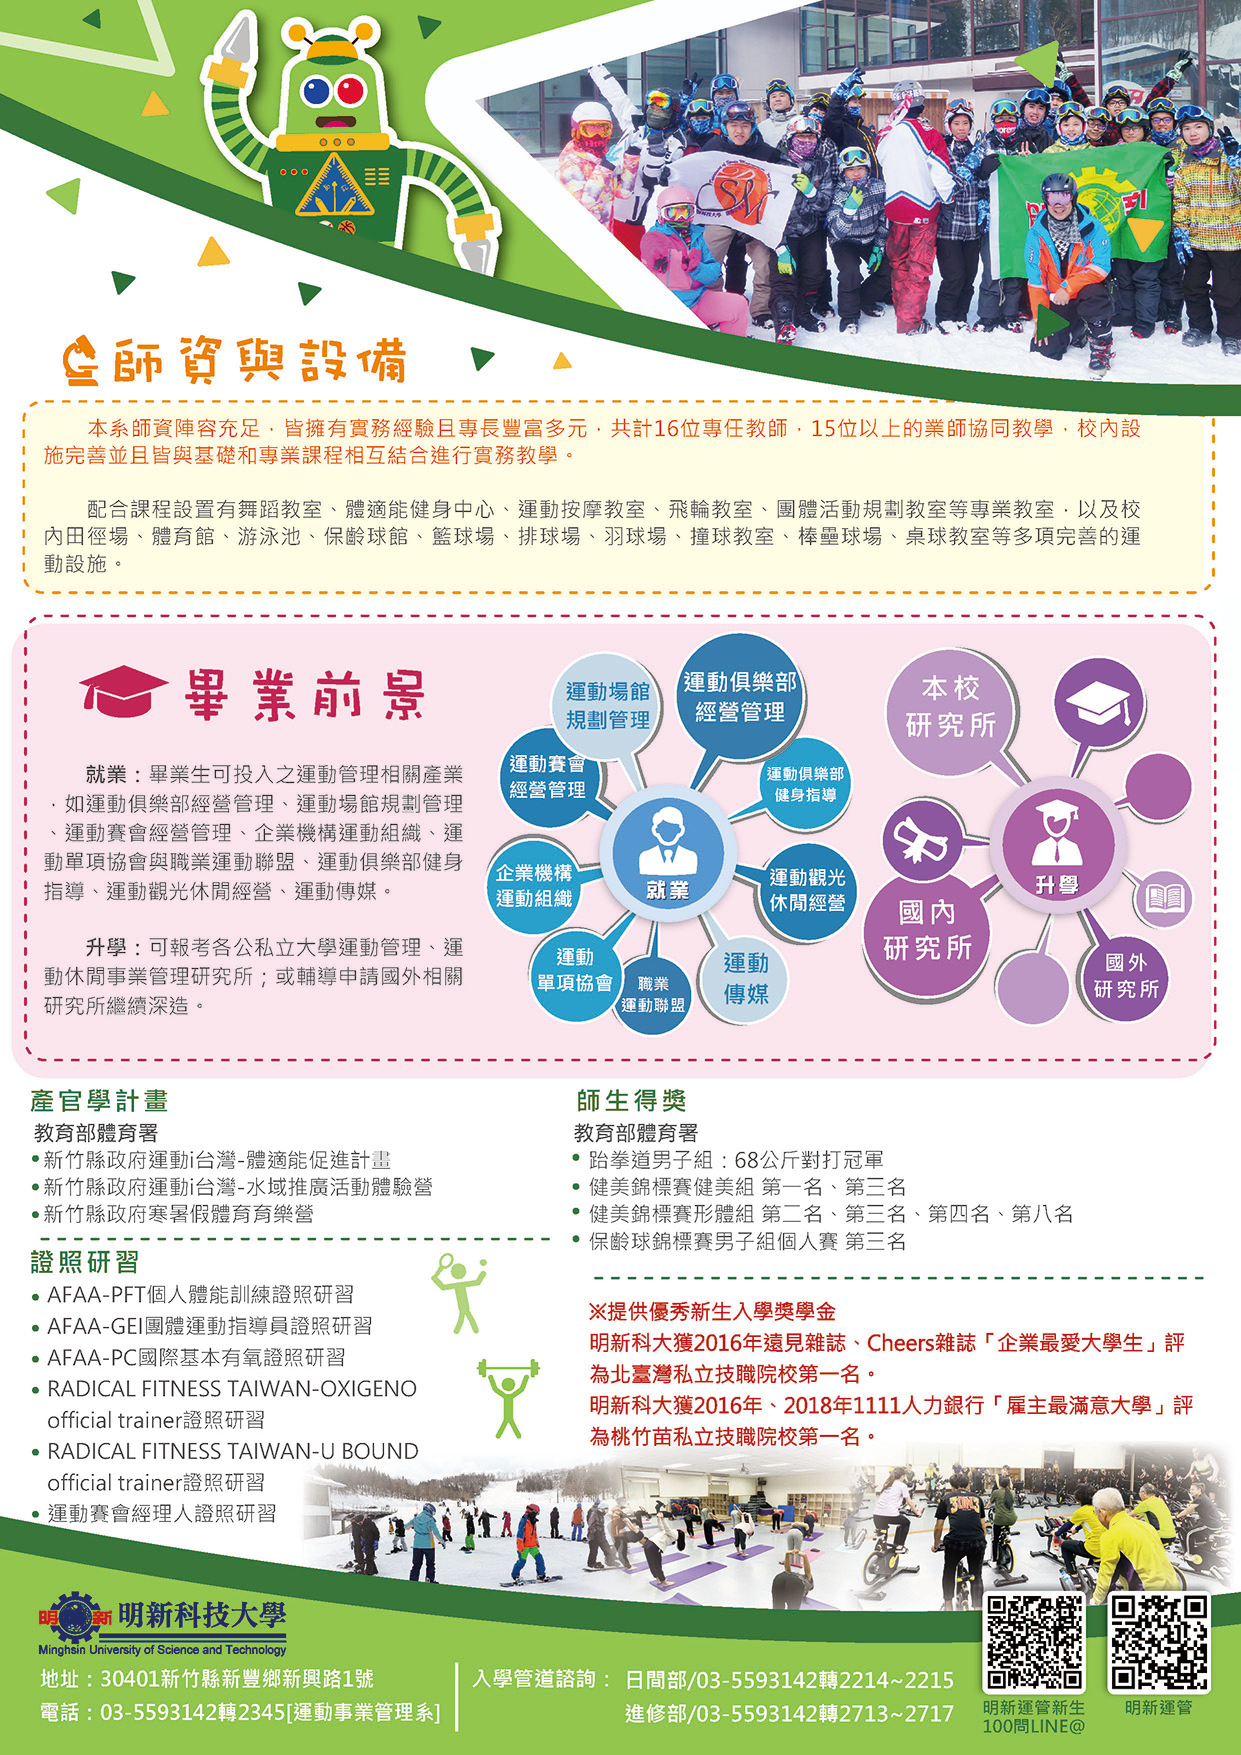 師資與設備
本系師資陣容充足，皆擁有實務經驗且專長豐富多元，共計16位專任教師，15位以上的業師協同教學，校內設
施完善並且皆與基礎和專業課程相互結合進行實務教學。
配合課程設置有舞蹈教室、體適能健身中心、運動按摩教室、飛輪教室、團體活動規劃教室等專業教室，以及校
內田徑場、體育館、游泳池、保齡球館、籃球場、排球場、羽球場、撞球教室、棒壘球場、桌球教室等多項完善的運
動設施。
畢業前景
就業：畢業生可投入之運動管理相關產業
，如運動俱樂部經營管理、運動場館規劃管理
、運動賽會經營管理、企業機構運動組織、運
動單項協會與職業運動聯盟、運動俱樂部健身
指導、運動觀光休閒經營、運動傳媒。
升學：可報考各公私立大學運動管理、運
動休閒事業管理研究所；或輔導申請國外相關
研究所繼續深造。
運動場館
規劃管理
運動俱樂部
經營管理
運動賽會
經營管理
運動俱樂部
健身指導
企業機構
運動組織
就業
運動觀光
休閒經營
運動
單項協會
職業
運動聯盟
運動
傳媒
本校
研究所
升學
國內
研究所
國外
研究所
產官學計畫
教育部體育署
•新竹縣政府運動i台灣-體適能促進計畫
•新竹縣政府運動i台灣-水域推廣活動體驗營
•新竹縣政府寒暑假體育育樂營
證照研習
• AFAA-PFT個人體能訓練證照研習
• AFAA-GEI團體運動指導員證照研習
• AFAA-PC國際基本有氧證照研習
• RADICAL FITNESS TAIWAN-OXIGENO
official trainer證照研習
• RADICAL FITNESS TAIWAN-U BOUND
official trainer證照研習
• 運動賽會經理人證照研習
師生得獎
教育部體育署
• 跆拳道男子組：68公斤對打冠軍
• 健美錦標賽健美組 第一名、第三名
• 健美錦標賽形體組 第二名、第三名、第四名、第八名
• 保齡球錦標賽男子組個人賽 第三名
※提供優秀新生入學獎學金
明新科大獲2016年遠見雜誌、Cheers雜誌「企業最愛大學生」評
為北臺灣私立技職院校第一名。
明新科大獲2016年、2018年1111人力銀行「雇主最滿意大學」評
為桃竹苗私立技職院校第一名。
明新 明新科技大學
Minghsin University of Science and Technology
地址：30401新竹縣新豐鄉新興路1號
電話：03-5593142轉2345[運動事業管理系]
入學管道諮詢： 日間部/03-5593142轉2214~2215
進修部/03-5593142轉2713~2717
明新運管新生
100問LINE@
明新運管